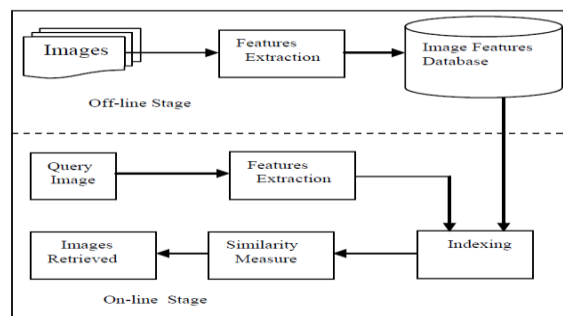 Images
Features
Extraction
Image Features
Database
Off-line Stage
Query
Image
Features
Extraction
Images
Retrieved
Similarity
Measure
Indexing
On-line Stage